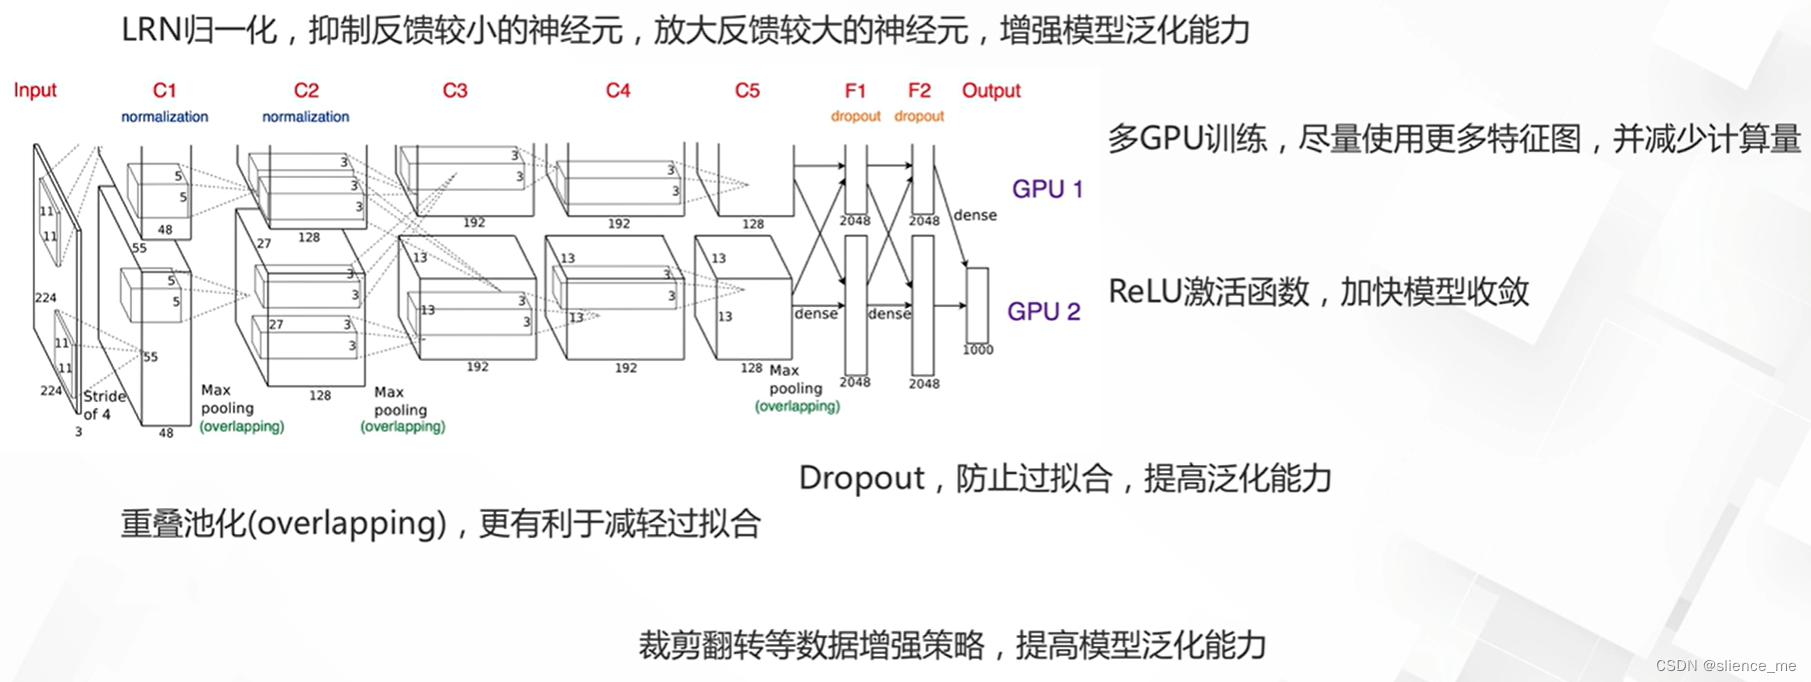 LRN归一化，抑制反馈较小的神经元，放大反馈较大的神经元，增强模型泛化能力
Input C1 C2 C3 C4 C5 F1 F2 Output
normalization normalization dropout dropout
多GPU训练，尽量使用更多特征图，并减少计算量
11
11
224
11
11
224
3
Stride
of 4
5
5
48
55
5
5
55
48
Max
pooling
(overlapping)
3
3
3
128
27
3
3
27
3
3
128
Max
pooling
(overlapping)
3
3
192
13
3
13
3
192
3
3
192
13
3
3
13
192
128
13
13
128
Max
pooling
(overlapping)
dense
2048
2048
dense
2048
2048
dense
1000
GPU 1
GPU 2
ReLU激活函数，加快模型收敛
Dropout，防止过拟合，提高泛化能力
重叠池化(overlapping)，更有利于减轻过拟合
裁剪翻转等数据增强策略，提高模型泛化能力
CSDN @slience_me